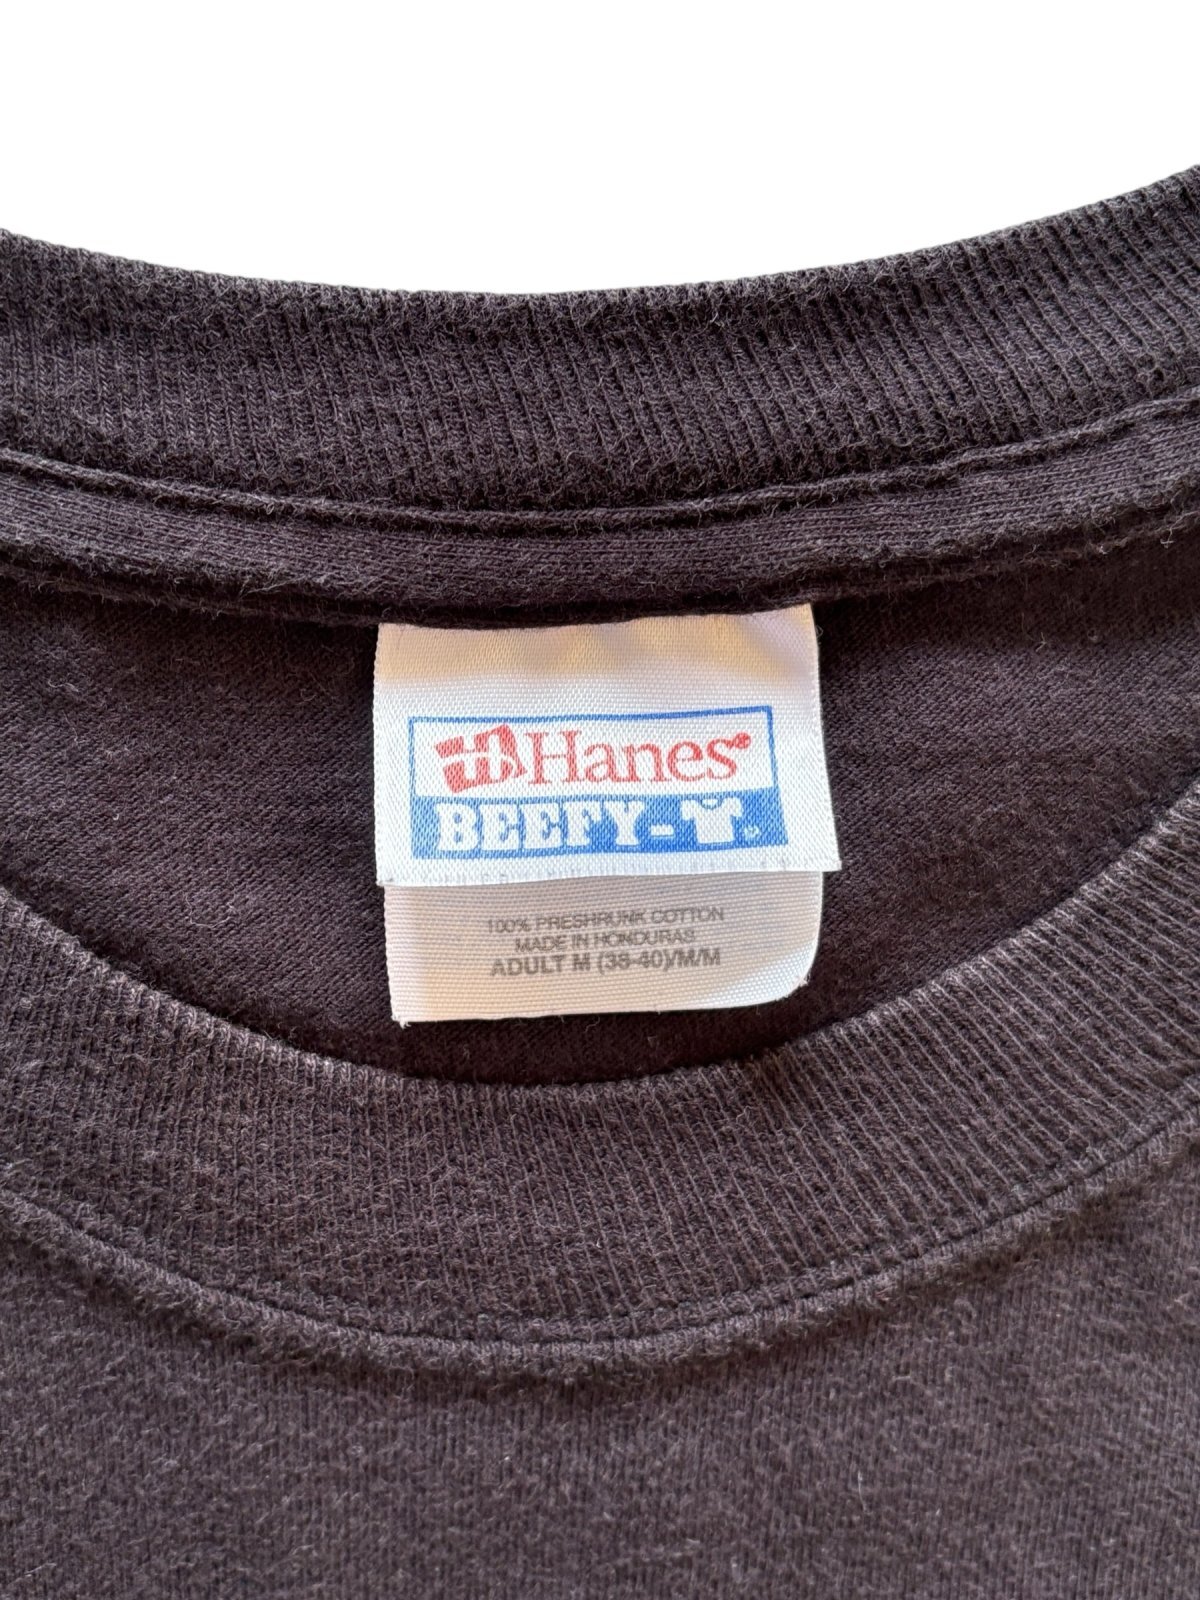 Hanes
BEEFY-T
100% PRESHRUNK COTTON
MADE IN HONDURAS
ADULT M (38-40)/M/M